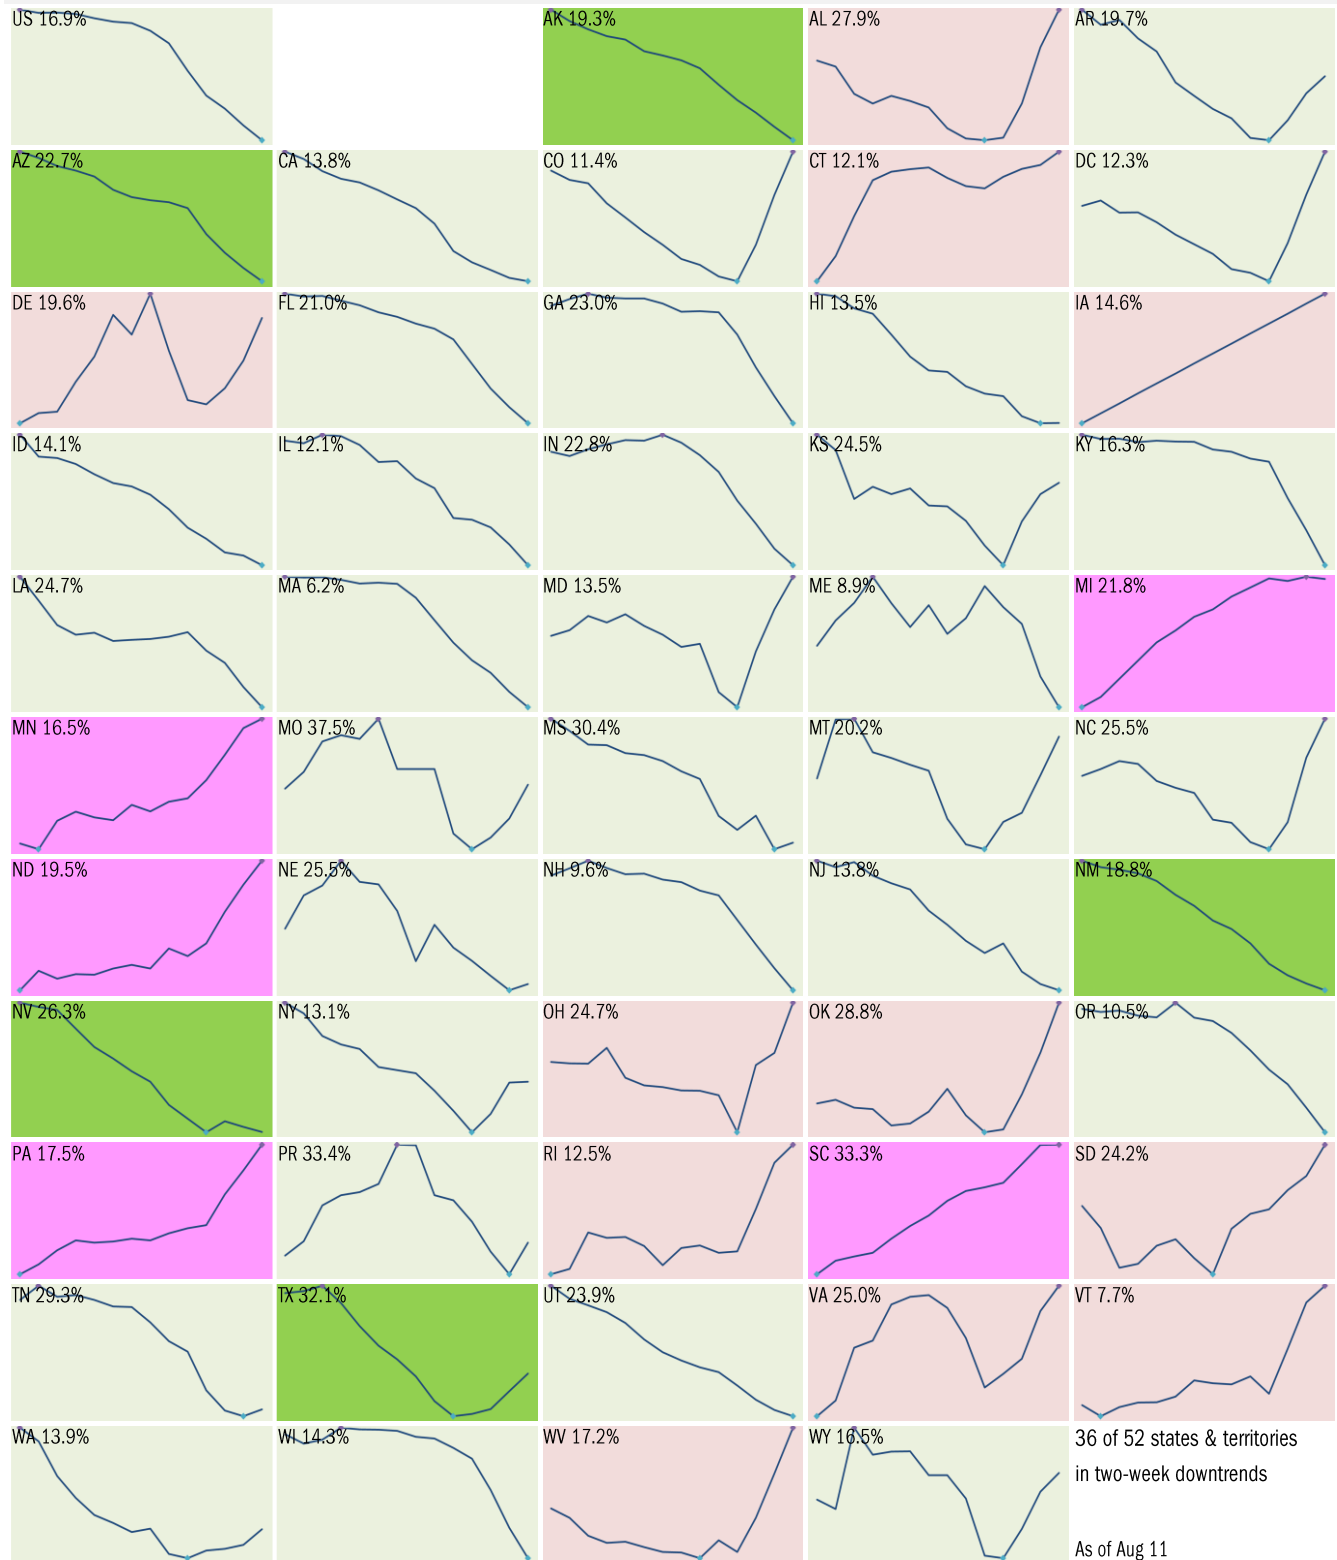 US 16.9%
AK 19.3%
AL 27.9%
AR 19.7%
AZ 22.7%
CA 13.8%
CO 11.4%
CT 12.1%
DC 12.3%
DE 19.6%
FL 21.0%
GA 23.0%
HI 13.5%
IA 14.6%
ID 14.1%
IL 12.1%
IN 22.8%
KS 24.5%
KY 16.3%
LA 24.7%
MA 6.2%
MD 13.5%
ME 8.9%
MI 21.8%
MN 16.5%
MO 37.5%
MS 30.4%
MT 20.2%
NC 25.5%
ND 19.5%
NE 25.5%
NH 9.6%
NJ 13.8%
NM 18.8%
NV 26.3%
NY 13.1%
OH 24.7%
OK 28.8%
OR 10.5%
PA 17.5%
PR 33.4%
RI 12.5%
SC 33.3%
SD 24.2%
TN 29.3%
TX 32.1%
UT 23.9%
VA 25.0%
VT 7.7%
WA 13.9%
WI 14.3%
WV 17.2%
WY 16.5%
36 of 52 states & territories
in two-week downtrends
As of Aug 11